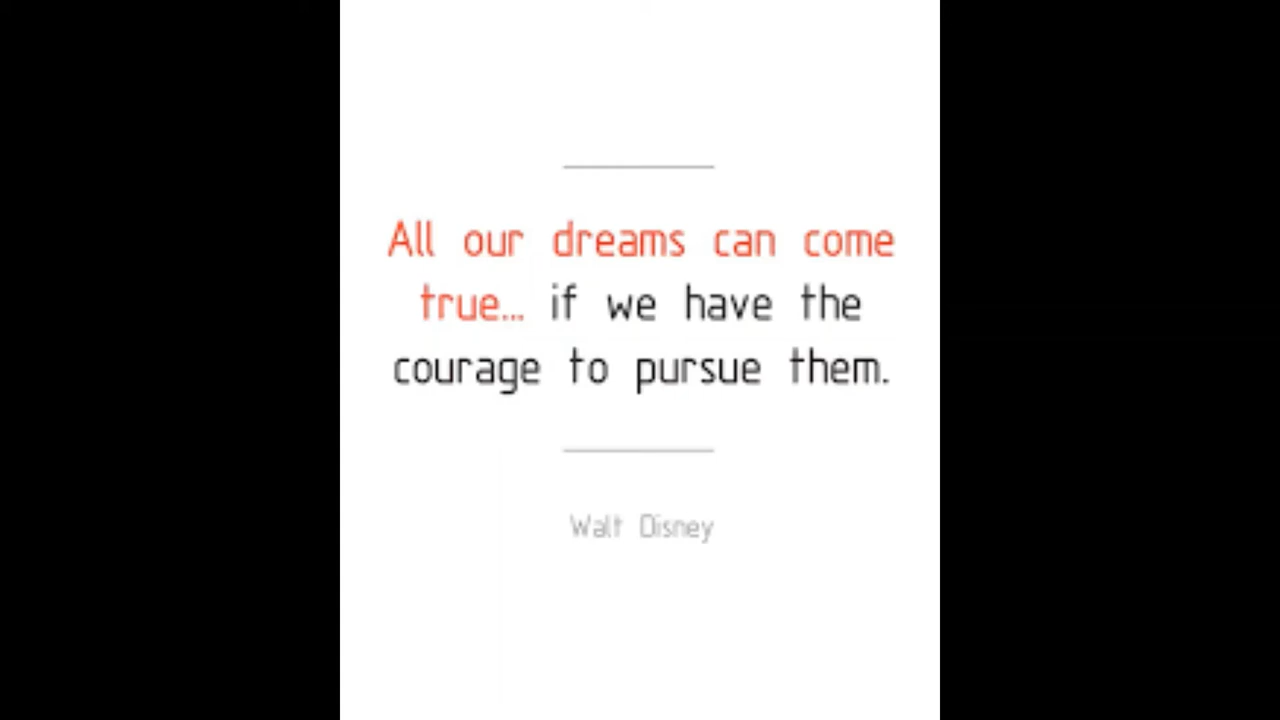 All our dreams can come
true... if we have the
courage to pursue them.
Walt Disney